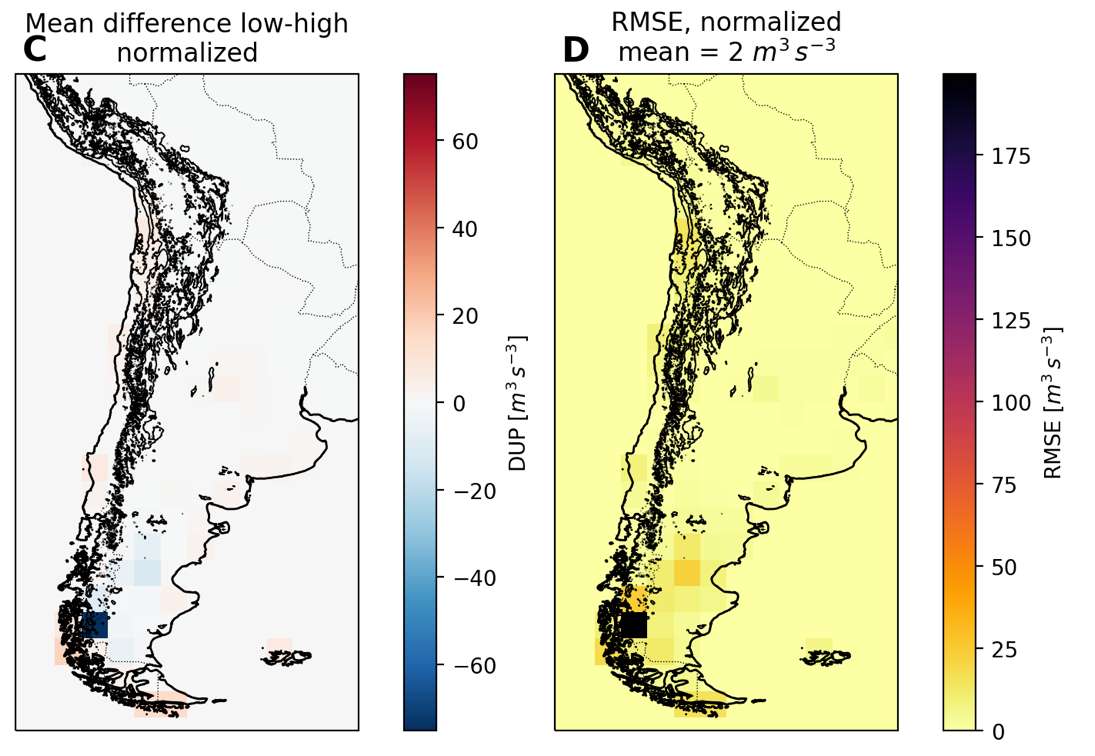 Mean difference low-high
C normalized
60
40
20
0
−20
−40
−60
DUP [m³ s⁻³]
RMSE, normalized
D mean = 2 m³ s⁻³
175
150
125
100
75
50
25
0
RMSE [m³ s⁻³]